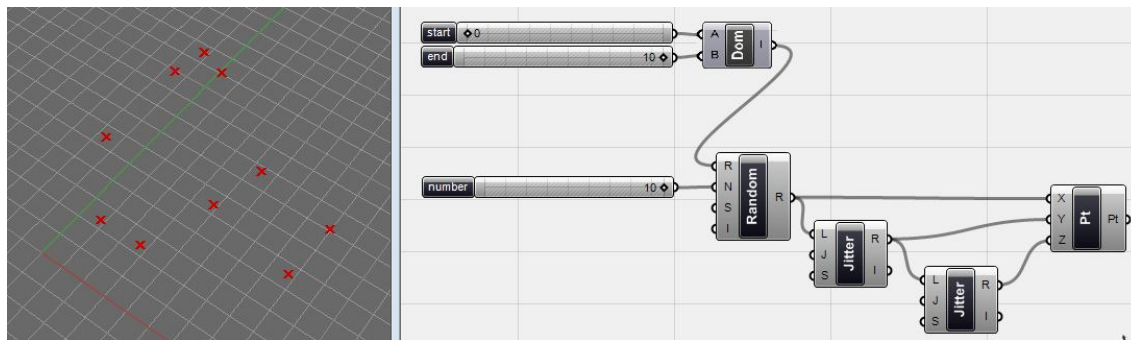 start 0
end 10
A
B
Dom
I
number 10
R
N
S
I
Random
R
L
J
S
Jitter
R
I
L
J
S
Jitter
R
I
X
Y
Z
Pt
Pt